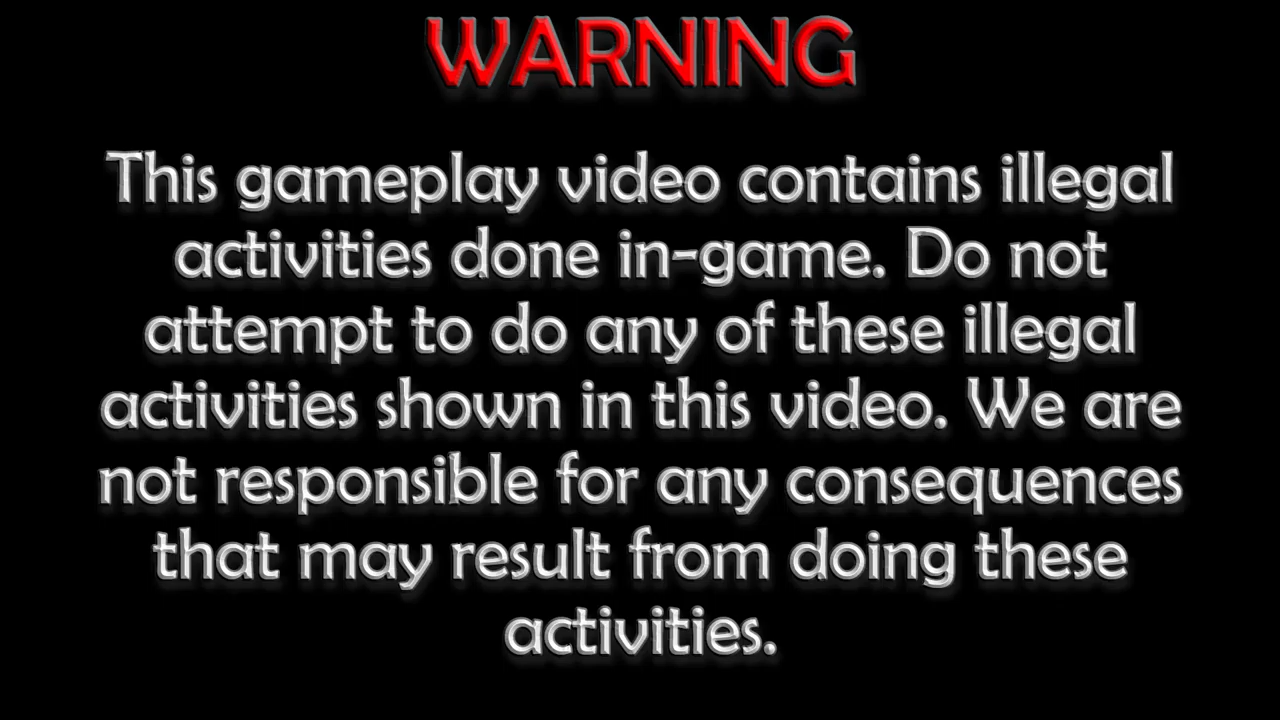 WARNING
This gameplay video contains illegal
activities done in-game. Do not
attempt to do any of these illegal
activities shown in this video. We are
not responsible for any consequences
that may result from doing these
activities.